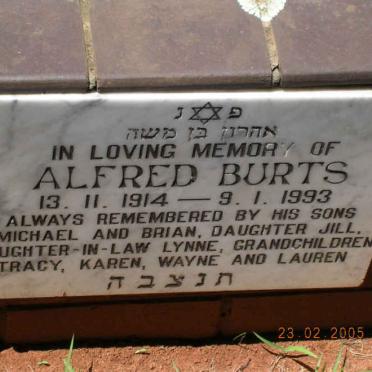 פ ✡ נ
אהרון בן משה
IN LOVING MEMORY OF
ALFRED BURTS
13. 11. 1914 — 9. 1. 1993
ALWAYS REMEMBERED BY HIS SONS
MICHAEL AND BRIAN, DAUGHTER JILL,
UGHTER-IN-LAW LYNNE, GRANDCHILDREN
TRACY, KAREN, WAYNE AND LAUREN
תנצבה
23.02.2005